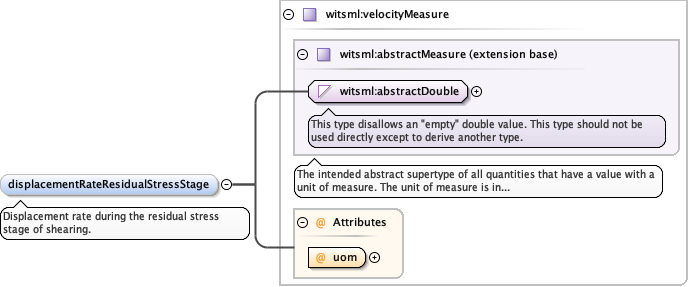 witsml:velocityMeasure
witsml:abstractMeasure (extension base)
witsml:abstractDouble
This type disallows an "empty" double value. This type should not be
used directly except to derive another type.
The intended abstract supertype of all quantities that have a value with a
unit of measure. The unit of measure is in...
displacementRateResidualStressStage
Displacement rate during the residual stress
stage of shearing.
@ Attributes
@ uom